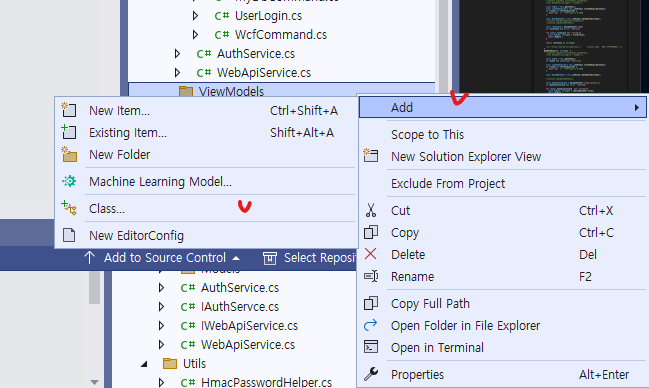 UserLogin.cs
WcfCommand.cs
AuthService.cs
WebApiService.cs
ViewModels
New Item... Ctrl+Shift+A
Existing Item... Shift+Alt+A
New Folder
Machine Learning Model...
Class...
New EditorConfig
Add
Scope to This
New Solution Explorer View
Exclude From Project
Cut Ctrl+X
Copy Ctrl+C
Delete Del
Rename F2
Copy Full Path
Open Folder in File Explorer
Open in Terminal
Properties Alt+Enter
Add to Source Control
Select Reposi
Models
AuthService.cs
IAuthServce.cs
IWebApiService.cs
WebApiService.cs
Utils
HmacPasswordHelper.cs